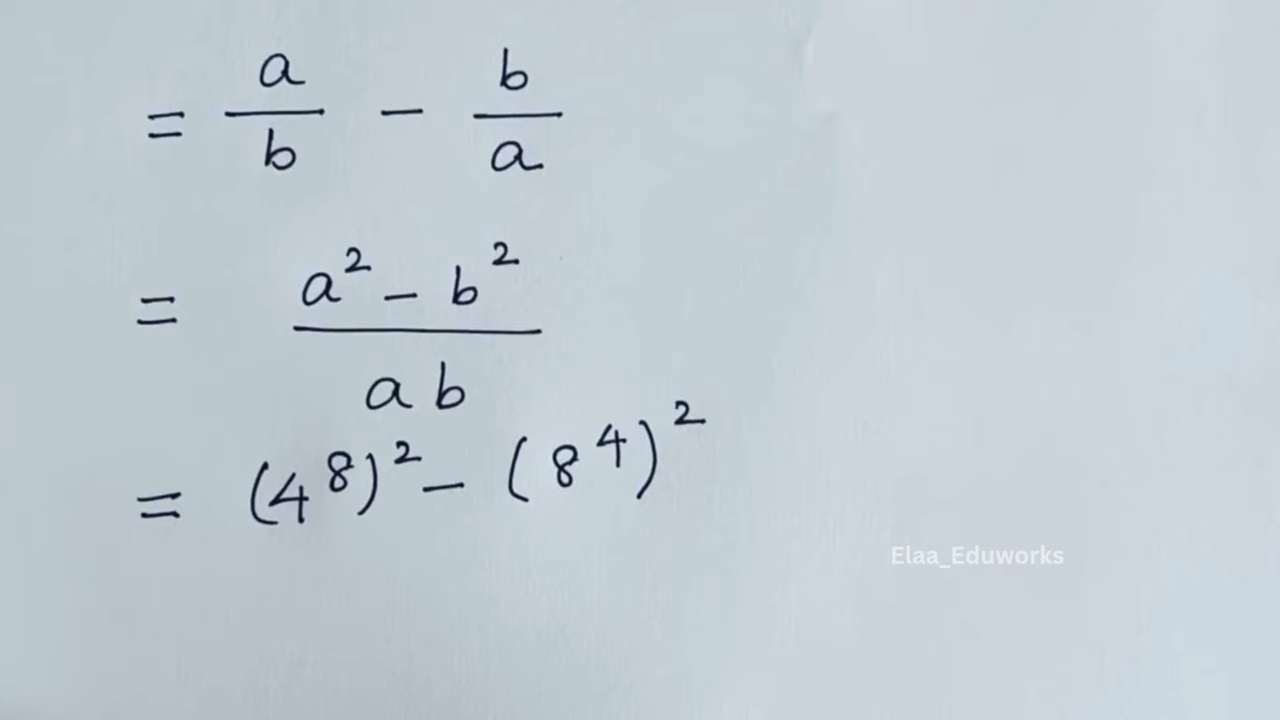 = a/b - b/a
= (a² - b²)/(ab)
= (4⁸)² - (8⁴)²
Elaa_Eduworks